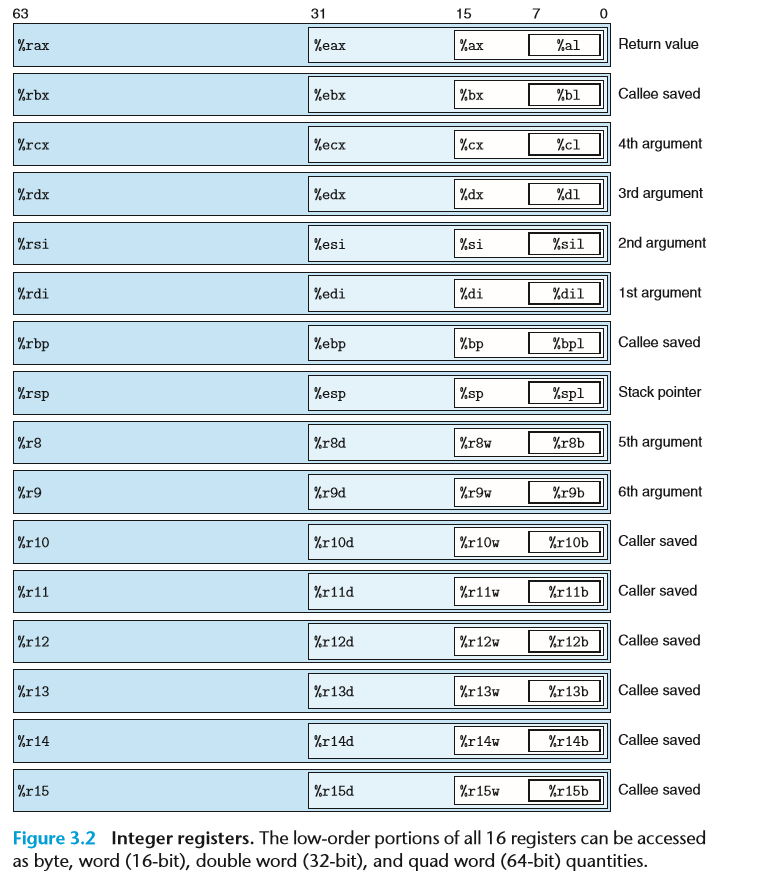 63 31 15 7 0
%rax %eax %ax %al Return value
%rbx %ebx %bx %bl Callee saved
%rcx %ecx %cx %cl 4th argument
%rdx %edx %dx %dl 3rd argument
%rsi %esi %si %sil 2nd argument
%rdi %edi %di %dil 1st argument
%rbp %ebp %bp %bpl Callee saved
%rsp %esp %sp %spl Stack pointer
%r8 %r8d %r8w %r8b 5th argument
%r9 %r9d %r9w %r9b 6th argument
%r10 %r10d %r10w %r10b Caller saved
%r11 %r11d %r11w %r11b Caller saved
%r12 %r12d %r12w %r12b Callee saved
%r13 %r13d %r13w %r13b Callee saved
%r14 %r14d %r14w %r14b Callee saved
%r15 %r15d %r15w %r15b Callee saved
Figure 3.2 Integer registers. The low-order portions of all 16 registers can be accessed
as byte, word (16-bit), double word (32-bit), and quad word (64-bit) quantities.